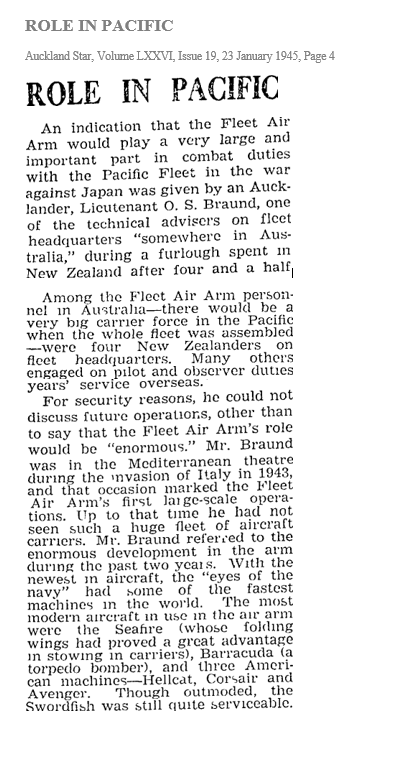 ROLE IN PACIFIC
Auckland Star, Volume LXXVI, Issue 19, 23 January 1945, Page 4
ROLE IN PACIFIC
An indication that the Fleet Air
Arm would play a very large and
important part in combat duties
with the Pacific Fleet in the war
against Japan was given by an Auck-
lander, Lieutenant O. S. Braund, one
of the technical advisers on fleet
headquarters "somewhere in Aus-
tralia," during a furlough spent in
New Zealand after four and a half
Among the Fleet Air Arm person-
nel in Australia—there would be a
very big carrier force in the Pacific
when the whole fleet was assembled
—were four New Zealanders on
fleet headquarters. Many others
engaged on pilot and observer duties
years' service overseas.
For security reasons, he could not
discuss future operations, other than
to say that the Fleet Air Arm's role
would be "enormous." Mr. Braund
was in the Mediterranean theatre
during the invasion of Italy in 1943,
and that occasion marked the Fleet
Air Arm's first large-scale opera-
tions. Up to that time he had not
seen such a huge fleet of aircraft
carriers. Mr. Braund referred to the
enormous development in the arm
during the past two years. With the
newest in aircraft, the "eyes of the
navy" had some of the fastest
machines in the world. The most
modern aircraft in use in the air arm
were the Seafire (whose folding
wings had proved a great advantage
in stowing in carriers), Barracuda (a
torpedo bomber), and three Ameri-
can machines—Hellcat, Corsair and
Avenger. Though outmoded, the
Swordfish was still quite serviceable.